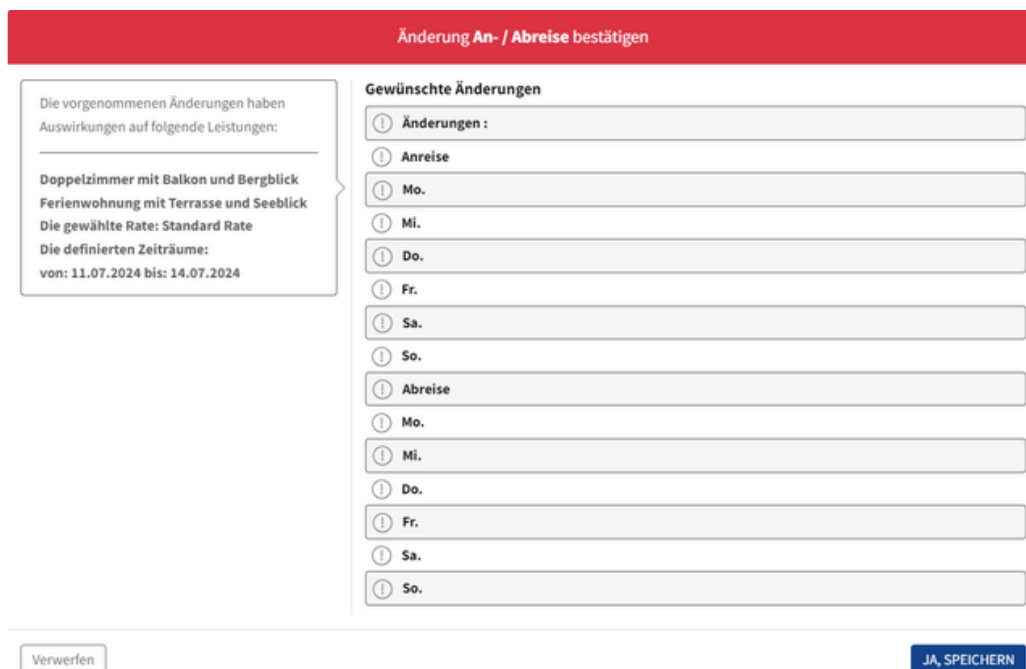 Änderung An- / Abreise bestätigen
Die vorgenommenen Änderungen haben
Auswirkungen auf folgende Leistungen:
Doppelzimmer mit Balkon und Bergblick
Ferienwohnung mit Terrasse und Seeblick
Die gewählte Rate: Standard Rate
Die definierten Zeiträume:
von: 11.07.2024 bis: 14.07.2024
Gewünschte Änderungen
Änderungen :
Anreise
Mo.
Mi.
Do.
Fr.
Sa.
So.
Abreise
Mo.
Mi.
Do.
Fr.
Sa.
So.
Verwerfen
JA, SPEICHERN